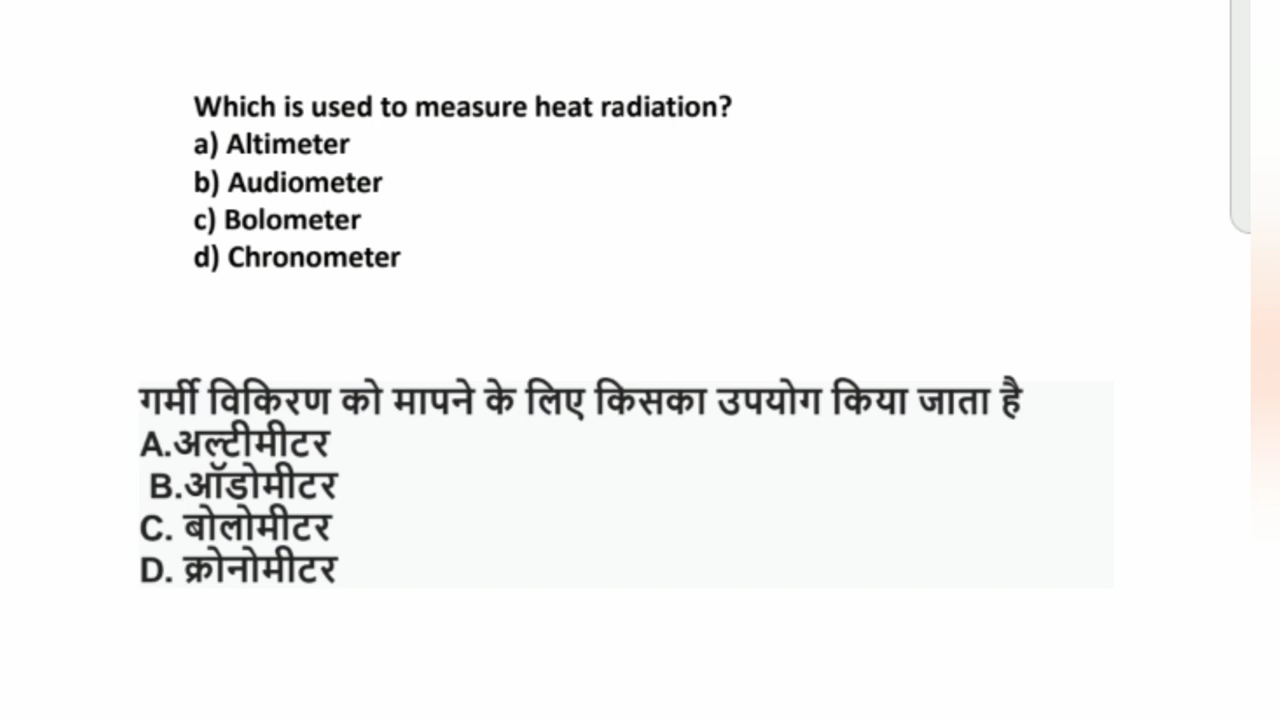 Which is used to measure heat radiation?
a) Altimeter
b) Audiometer
c) Bolometer
d) Chronometer
गर्मी विकिरण को मापने के लिए किसका उपयोग किया जाता है
A.अल्टीमीटर
B.ऑडोमीटर
C. बोलोमीटर
D. क्रोनोमीटर